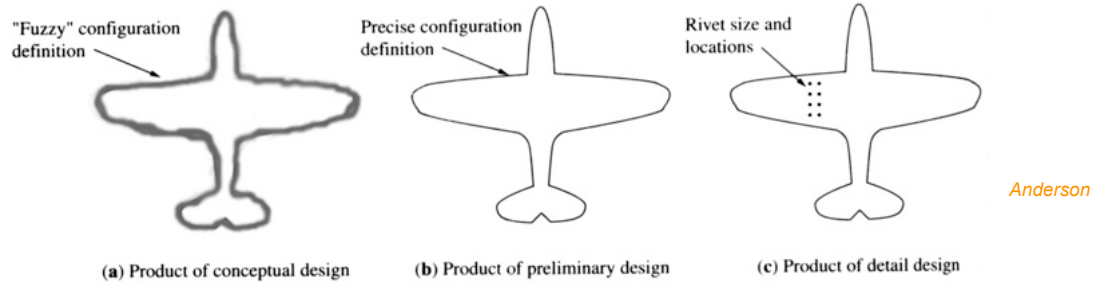 "Fuzzy" configuration
definition
Precise configuration
definition
Rivet size and
locations
Anderson
(a) Product of conceptual design
(b) Product of preliminary design
(c) Product of detail design